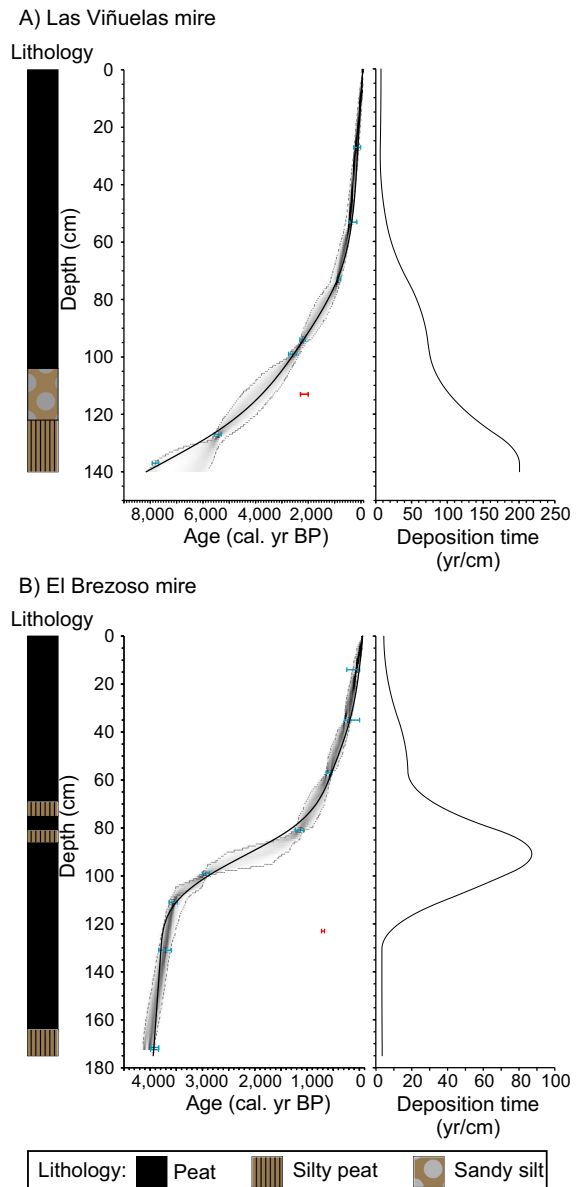 A) Las Viñuelas mire
Lithology
Depth (cm)
0
20
40
60
80
100
120
140
8,000 6,000 4,000 2,000 0
Age (cal. yr BP)
0 50 100 150 200 250
Deposition time
(yr/cm)
B) El Brezoso mire
Lithology
Depth (cm)
0
20
40
60
80
100
120
140
160
180
4,000 3,000 2,000 1,000 0
Age (cal. yr BP)
0 20 40 60 80 100
Deposition time
(yr/cm)
Lithology: Peat Silty peat Sandy silt